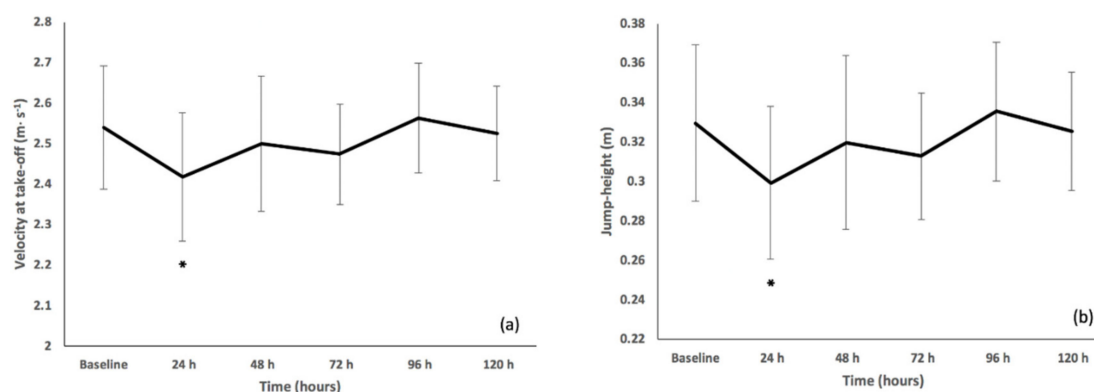 Velocity at take-off (m· s⁻¹)
2.8
2.7
2.6
2.5
2.4
2.3
2.2
2.1
2
*
(a)
Baseline 24 h 48 h 72 h 96 h 120 h
Time (hours)
Jump-height (m)
0.38
0.36
0.34
0.32
0.3
0.28
0.26
0.24
0.22
*
(b)
Baseline 24 h 48 h 72 h 96 h 120 h
Time (hours)